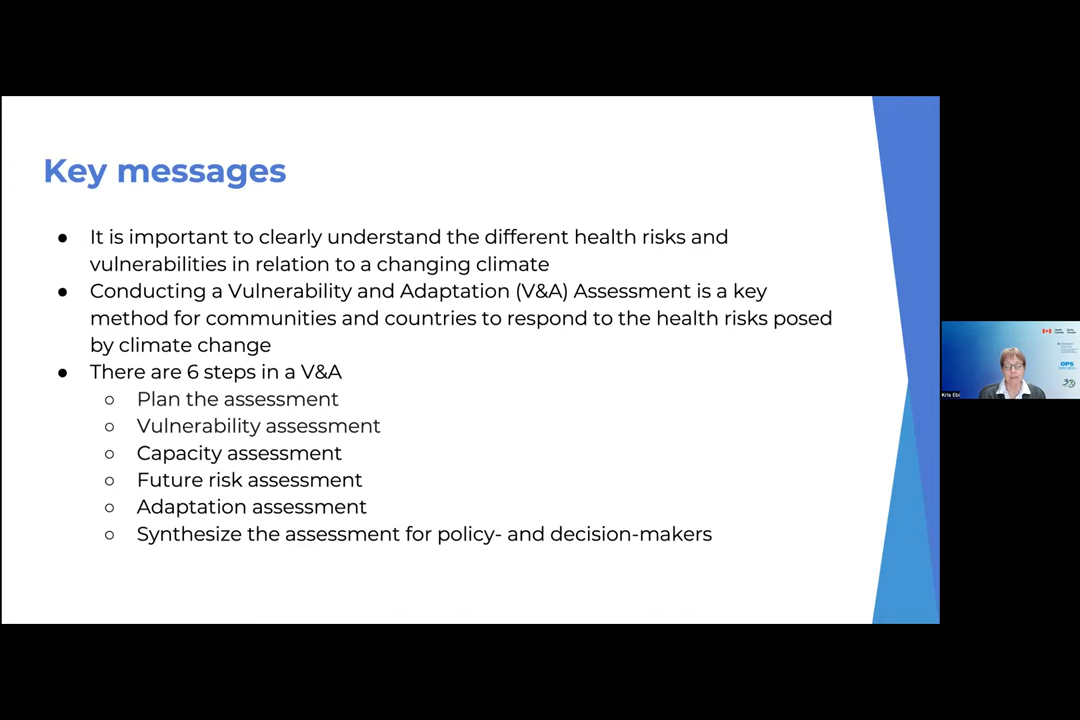 Key messages
● It is important to clearly understand the different health risks and
vulnerabilities in relation to a changing climate
● Conducting a Vulnerability and Adaptation (V&A) Assessment is a key
method for communities and countries to respond to the health risks posed
by climate change
● There are 6 steps in a V&A
○ Plan the assessment
○ Vulnerability assessment
○ Capacity assessment
○ Future risk assessment
○ Adaptation assessment
○ Synthesize the assessment for policy- and decision-makers
OPS
Kris Ebi